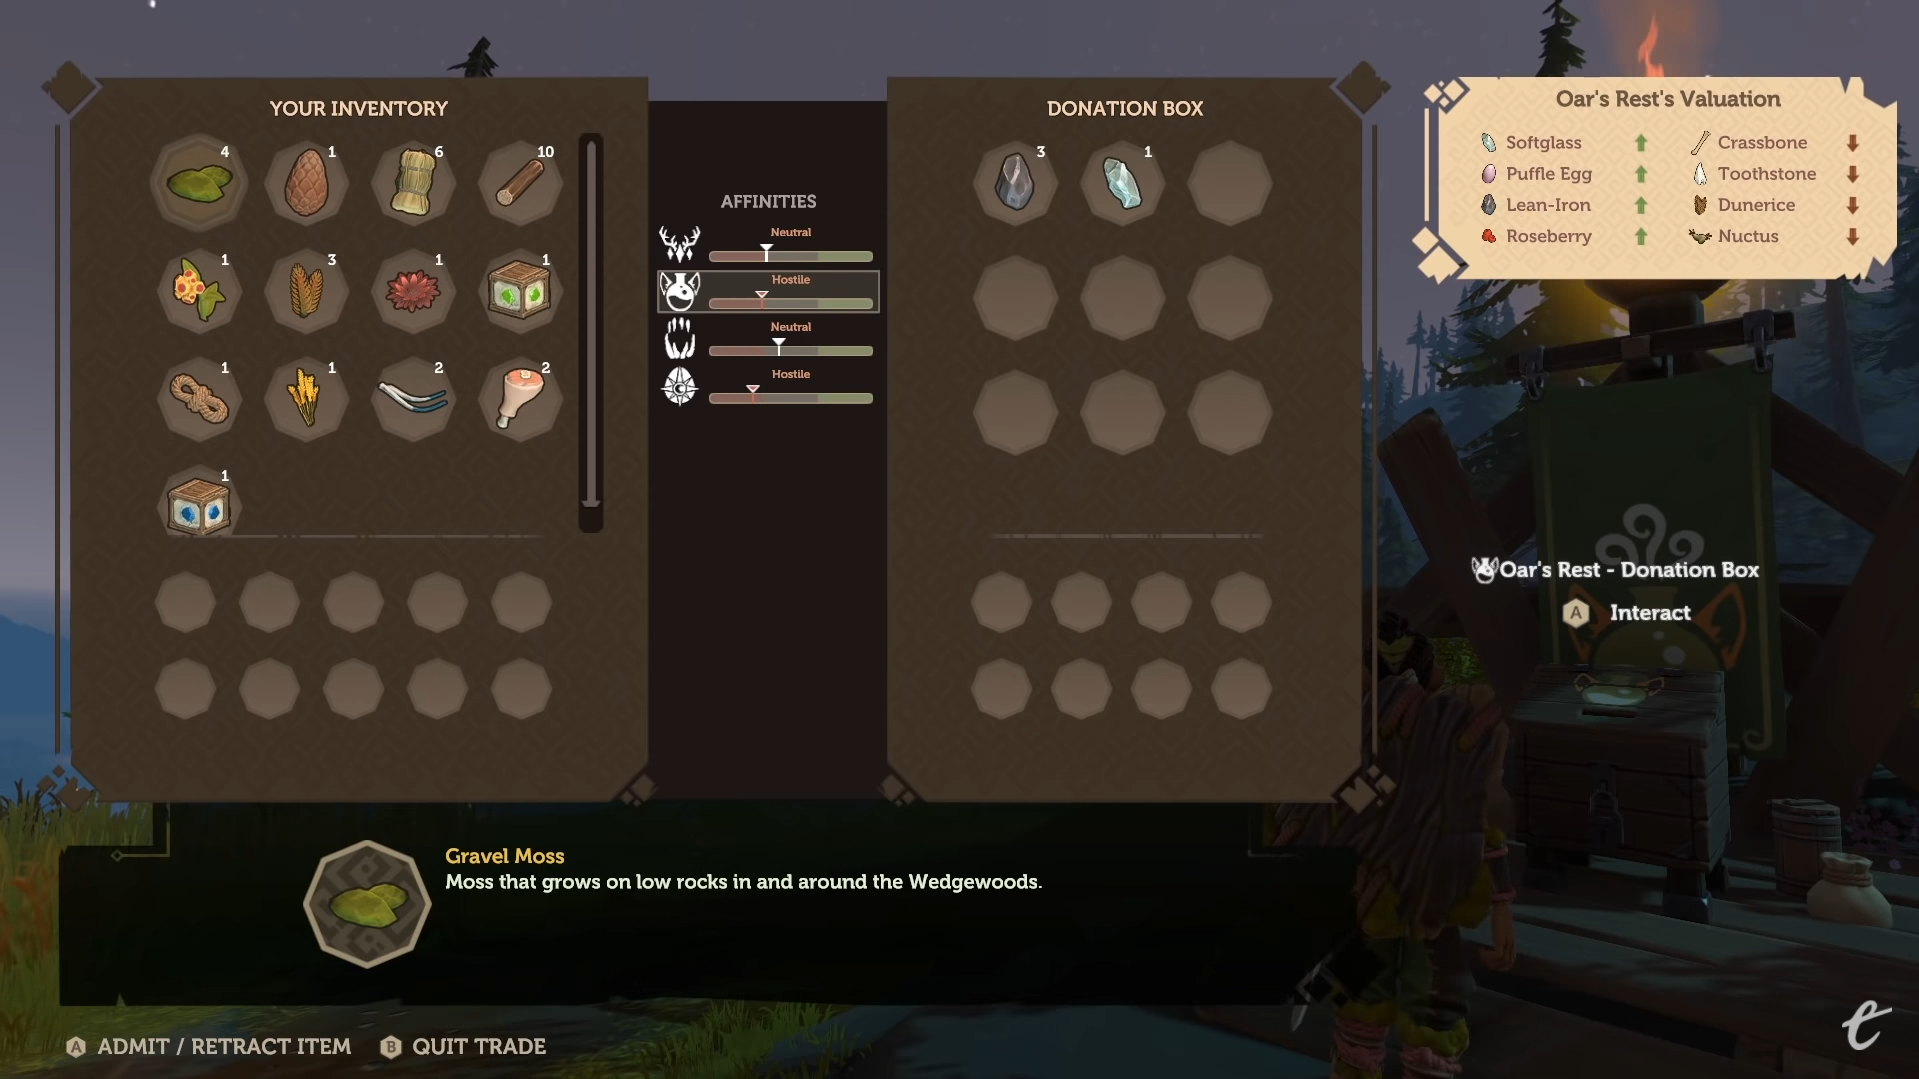 YOUR INVENTORY
4
1
6
10
1
3
1
1
1
1
2
2
1
AFFINITIES
Neutral
Hostile
Neutral
Hostile
DONATION BOX
3
1
Oar's Rest's Valuation
Softglass
Crassbone
Puffle Egg
Toothstone
Lean-Iron
Dunerice
Roseberry
Nuctus
Oar's Rest - Donation Box
A Interact
Gravel Moss
Moss that grows on low rocks in and around the Wedgewoods.
A ADMIT / RETRACT ITEM B QUIT TRADE
e